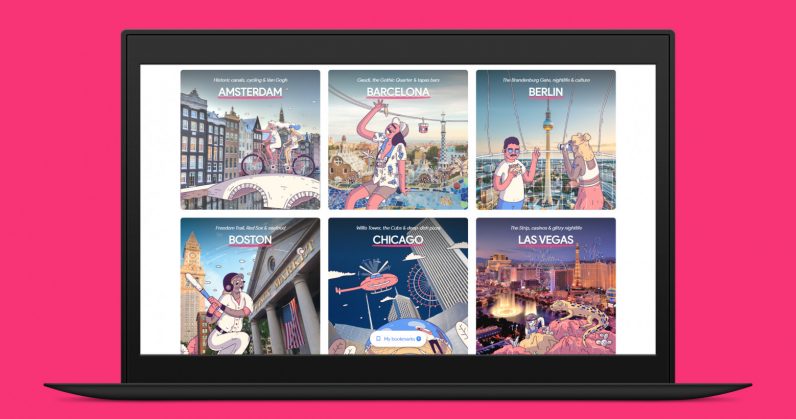 Historic canals, cycling & Van Gogh
AMSTERDAM
Gaudí, the Gothic Quarter & tapas bars
BARCELONA
The Brandenburg Gate, nightlife & culture
BERLIN
Freedom Trail, Red Sox & seafood
BOSTON
Willis Tower, the Cubs & deep-dish pizza
CHICAGO
The Strip, casinos & glitzy nightlife
LAS VEGAS
My bookmarks